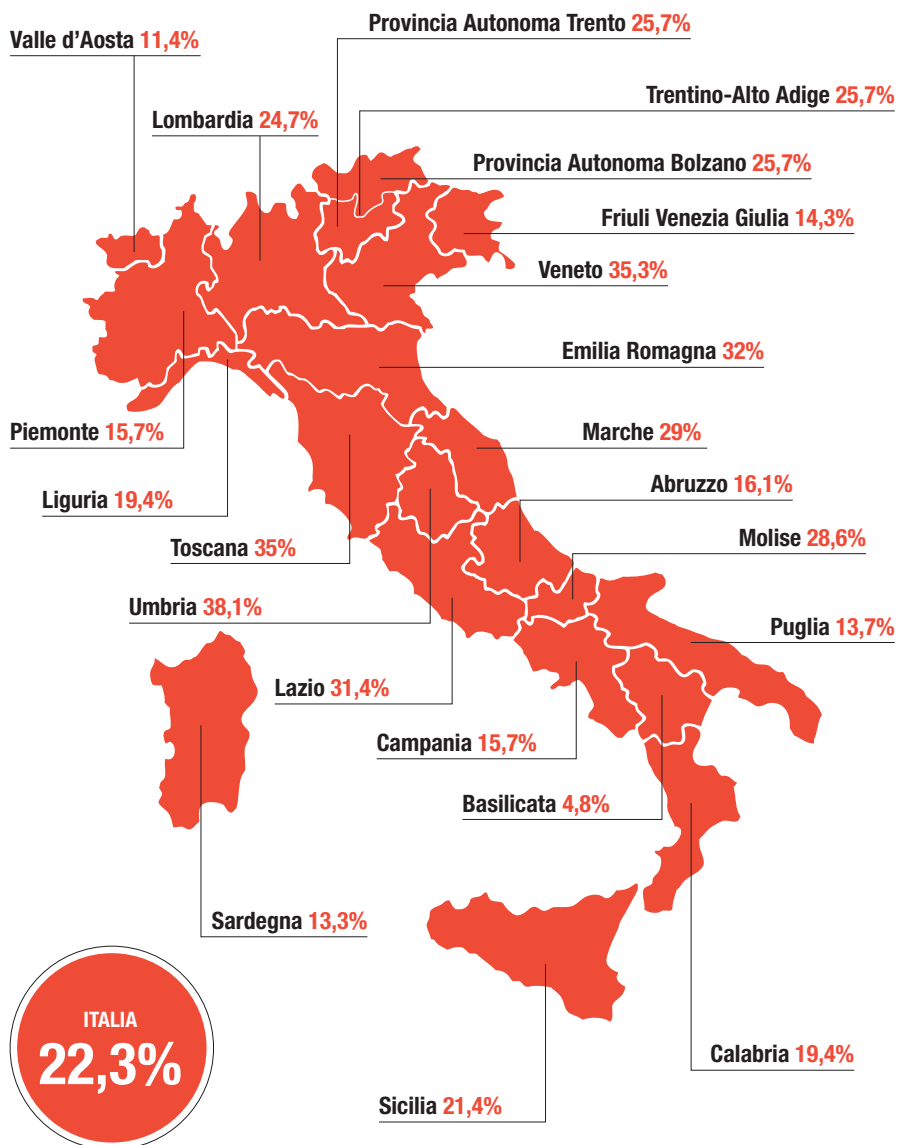 Provincia Autonoma Trento 25,7%
Valle d’Aosta 11,4%
Trentino-Alto Adige 25,7%
Lombardia 24,7%
Provincia Autonoma Bolzano 25,7%
Friuli Venezia Giulia 14,3%
Veneto 35,3%
Emilia Romagna 32%
Piemonte 15,7%
Marche 29%
Abruzzo 16,1%
Liguria 19,4%
Molise 28,6%
Toscana 35%
Umbria 38,1%
Puglia 13,7%
Lazio 31,4%
Campania 15,7%
Basilicata 4,8%
Sardegna 13,3%
ITALIA
22,3%
Calabria 19,4%
Sicilia 21,4%